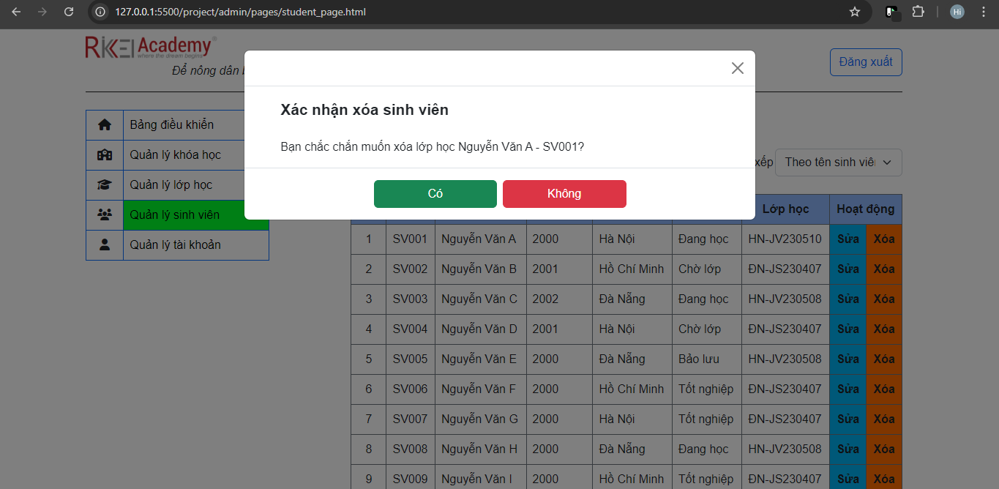 127.0.0.1:5500/project/admin/pages/student_page.html
Hi
RIKKEI Academy
where the dream begins
Để nông dân
Đăng xuất
Xác nhận xóa sinh viên
Bạn chắc chắn muốn xóa lớp học Nguyễn Văn A - SV001?
Có Không
Bảng điều khiển
Quản lý khóa học
Quản lý lớp học
Quản lý sinh viên
Quản lý tài khoản
xếp Theo tên sinh viê
Lớp học Hoạt động
1 SV001 Nguyễn Văn A 2000 Hà Nội Đang học HN-JV230510 Sửa Xóa
2 SV002 Nguyễn Văn B 2001 Hồ Chí Minh Chờ lớp ĐN-JS230407 Sửa Xóa
3 SV003 Nguyễn Văn C 2002 Đà Nẵng Đang học HN-JV230508 Sửa Xóa
4 SV004 Nguyễn Văn D 2001 Hà Nội Chờ lớp ĐN-JS230407 Sửa Xóa
5 SV005 Nguyễn Văn E 2000 Đà Nẵng Bảo lưu HN-JV230508 Sửa Xóa
6 SV006 Nguyễn Văn F 2000 Hồ Chí Minh Tốt nghiệp ĐN-JS230407 Sửa Xóa
7 SV007 Nguyễn Văn G 2000 Hà Nội Tốt nghiệp ĐN-JS230407 Sửa Xóa
8 SV008 Nguyễn Văn H 2000 Đà Nẵng Đang học HN-JV230508 Sửa Xóa
9 SV009 Nguyễn Văn I 2000 Hồ Chí Minh Tốt nghiệp ĐN-JS230407 Sửa Xóa